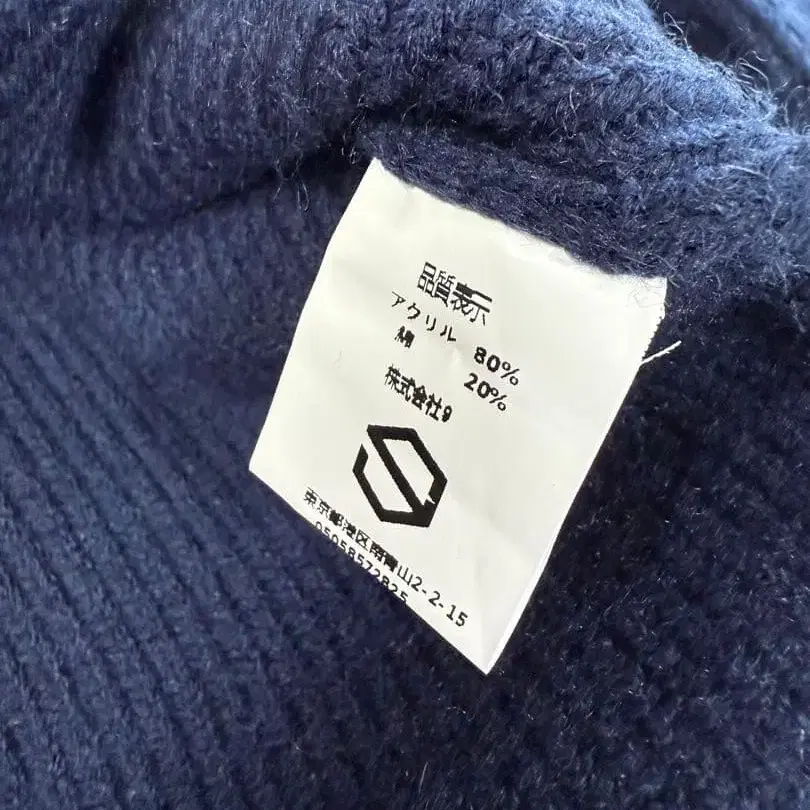 品質表示
アクリル 80%
綿 20%
株式会社9
東京都港区南青山2-2-15
05058572825